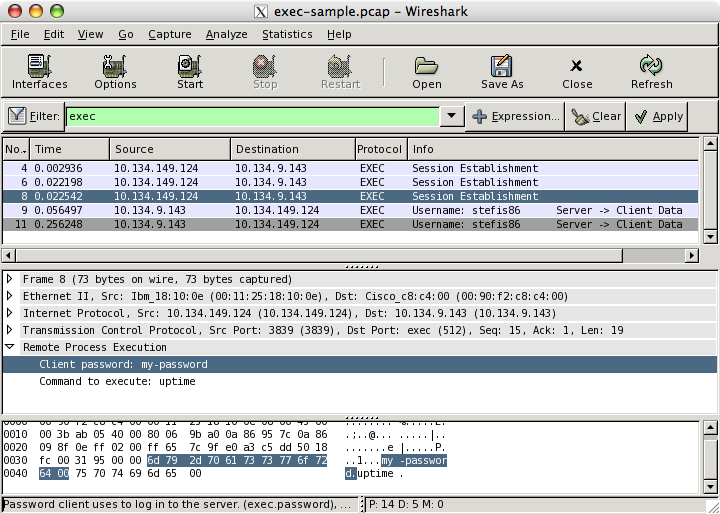 exec-sample.pcap – Wireshark
File Edit View Go Capture Analyze Statistics Help
Interfaces Options Start Stop Restart Open Save As Close Refresh
Filter: exec Expression... Clear Apply
No. Time Source Destination Protocol Info
4 0.002936 10.134.149.124 10.134.9.143 EXEC Session Establishment
6 0.022198 10.134.149.124 10.134.9.143 EXEC Session Establishment
8 0.022542 10.134.149.124 10.134.9.143 EXEC Session Establishment
9 0.056497 10.134.9.143 10.134.149.124 EXEC Username: stefis86 Server -> Client Data
11 0.256248 10.134.9.143 10.134.149.124 EXEC Username: stefis86 Server -> Client Data
Frame 8 (73 bytes on wire, 73 bytes captured)
Ethernet II, Src: Ibm_18:10:0e (00:11:25:18:10:0e), Dst: Cisco_c8:c4:00 (00:90:f2:c8:c4:00)
Internet Protocol, Src: 10.134.149.124 (10.134.149.124), Dst: 10.134.9.143 (10.134.9.143)
Transmission Control Protocol, Src Port: 3839 (3839), Dst Port: exec (512), Seq: 15, Ack: 1, Len: 19
Remote Process Execution
Client password: my-password
Command to execute: uptime
0010 00 3b ab 05 40 00 80 06 9b a0 0a 86 95 7c 0a 86 .;..@... .....|..
0020 09 8f 0e ff 02 00 ff 65 7c 9f e0 a3 c5 dd 50 18 .......e |.....P.
0030 fc 00 31 95 00 00 6d 79 2d 70 61 73 73 77 6f 72 ..1...my -passwor
0040 64 00 75 70 74 69 6d 65 00 d.uptime .
Password client uses to log in to the server. (exec.password), ... P: 14 D: 5 M: 0